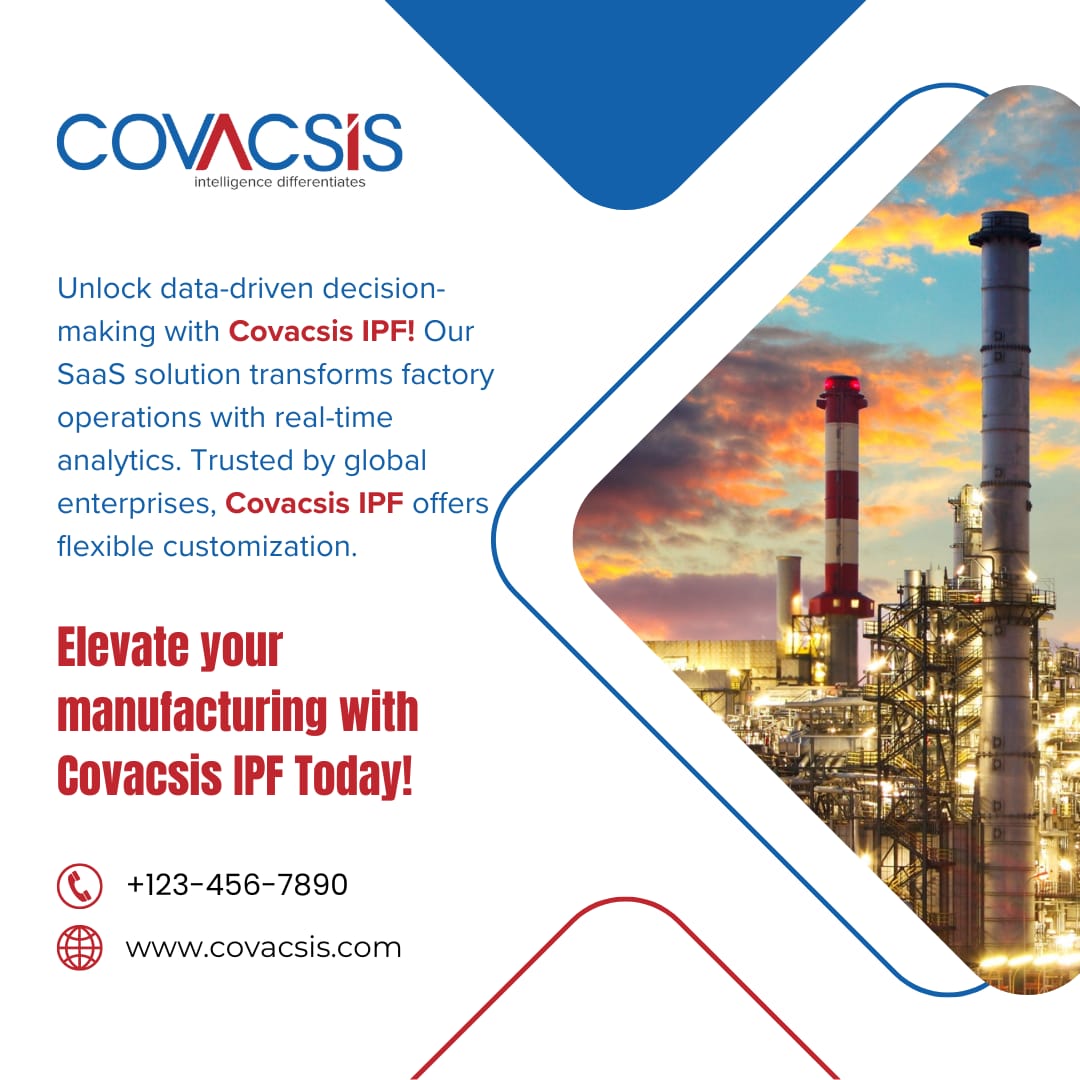 COVACSIS
intelligence differentiates
Unlock data-driven decision-
making with Covacsis IPF! Our
SaaS solution transforms factory
operations with real-time
analytics. Trusted by global
enterprises, Covacsis IPF offers
flexible customization.
Elevate your
manufacturing with
Covacsis IPF Today!
+123-456-7890
www.covacsis.com